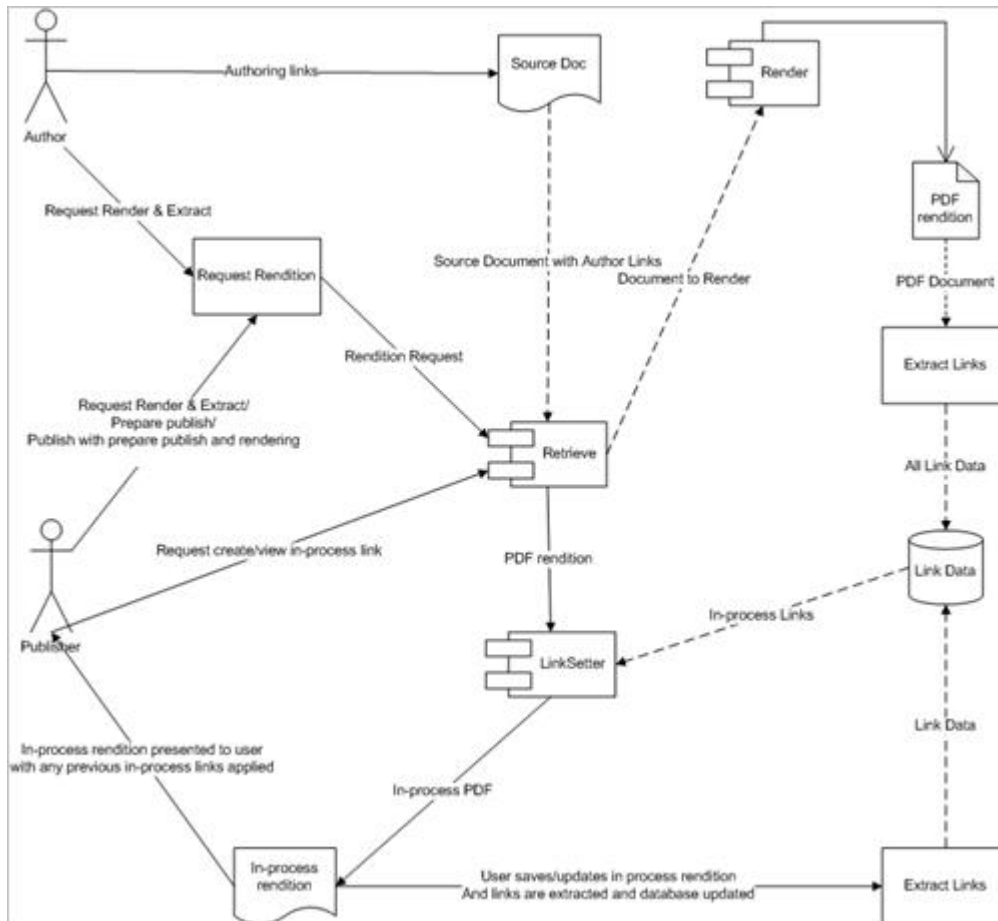 Authoring links
Source Doc
Render
Author
PDF
rendition
Request Render & Extract
Source Document with Author Links
Document to Render
PDF Document
Request Rendition
Rendition Request
Extract Links
Request Render & Extract/
Prepare publish/
Publish with prepare publish and rendering
Retrieve
All Link Data
Request create/view in-process link
PDF rendition
Link Data
In-process Links
Publisher
LinkSetter
Link Data
In-process rendition presented to user
with any previous in-process links applied
In-process PDF
In-process
rendition
User saves/updates in process rendition
And links are extracted and database updated
Extract Links